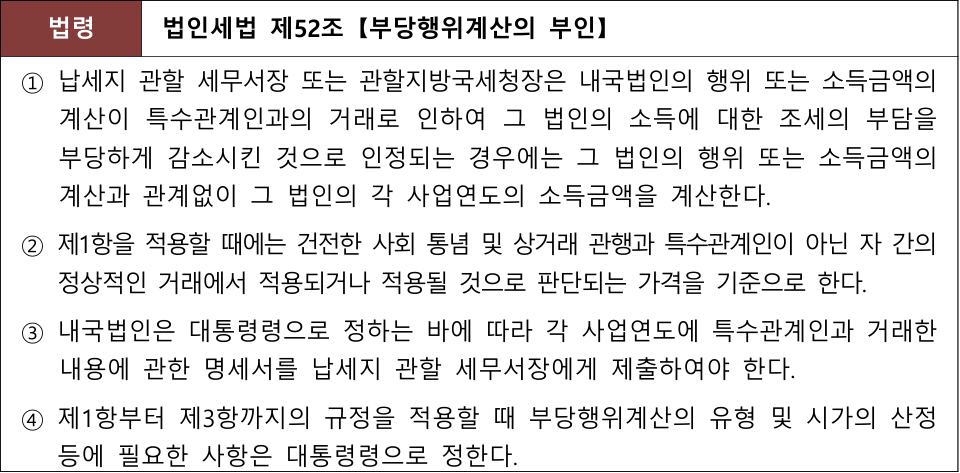 법령 법인세법 제52조 【부당행위계산의 부인】
① 납세지 관할 세무서장 또는 관할지방국세청장은 내국법인의 행위 또는 소득금액의
계산이 특수관계인과의 거래로 인하여 그 법인의 소득에 대한 조세의 부담을
부당하게 감소시킨 것으로 인정되는 경우에는 그 법인의 행위 또는 소득금액의
계산과 관계없이 그 법인의 각 사업연도의 소득금액을 계산한다.
② 제1항을 적용할 때에는 건전한 사회 통념 및 상거래 관행과 특수관계인이 아닌 자 간의
정상적인 거래에서 적용되거나 적용될 것으로 판단되는 가격을 기준으로 한다.
③ 내국법인은 대통령령으로 정하는 바에 따라 각 사업연도에 특수관계인과 거래한
내용에 관한 명세서를 납세지 관할 세무서장에게 제출하여야 한다.
④ 제1항부터 제3항까지의 규정을 적용할 때 부당행위계산의 유형 및 시가의 산정
등에 필요한 사항은 대통령령으로 정한다.